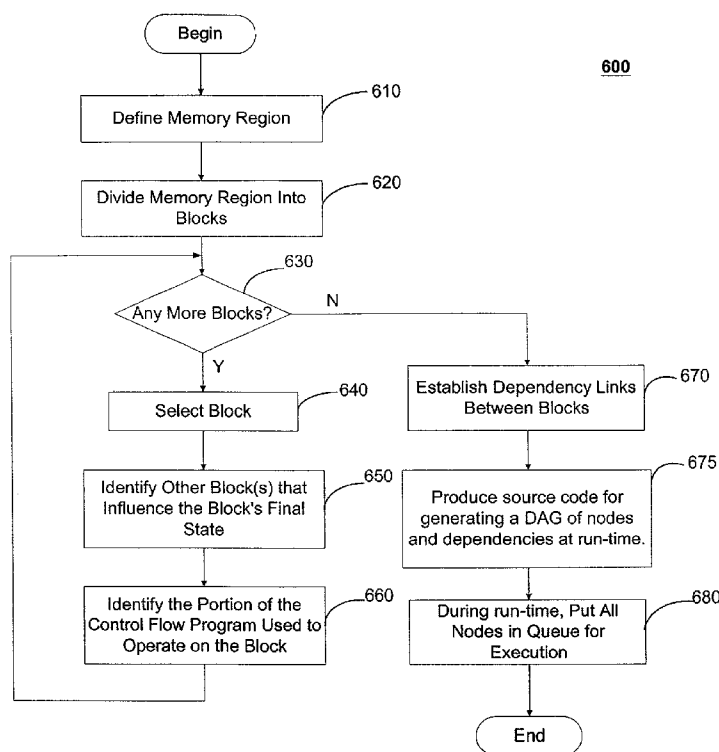 Begin
600
610
Define Memory Region
620
Divide Memory Region Into
Blocks
630
Any More Blocks?
N
Y
640
Select Block
650
Identify Other Block(s) that
Influence the Block's Final
State
660
Identify the Portion of the
Control Flow Program Used to
Operate on the Block
670
Establish Dependency Links
Between Blocks
675
Produce source code for
generating a DAG of nodes
and dependencies at run-time.
680
During run-time, Put All
Nodes in Queue for
Execution
End